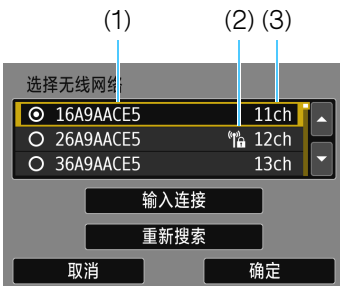 (1) (2) (3)
选择无线网络
16A9AACE5 11ch
26A9AACE5 12ch
36A9AACE5 13ch
输入连接
重新搜索
取消 确定